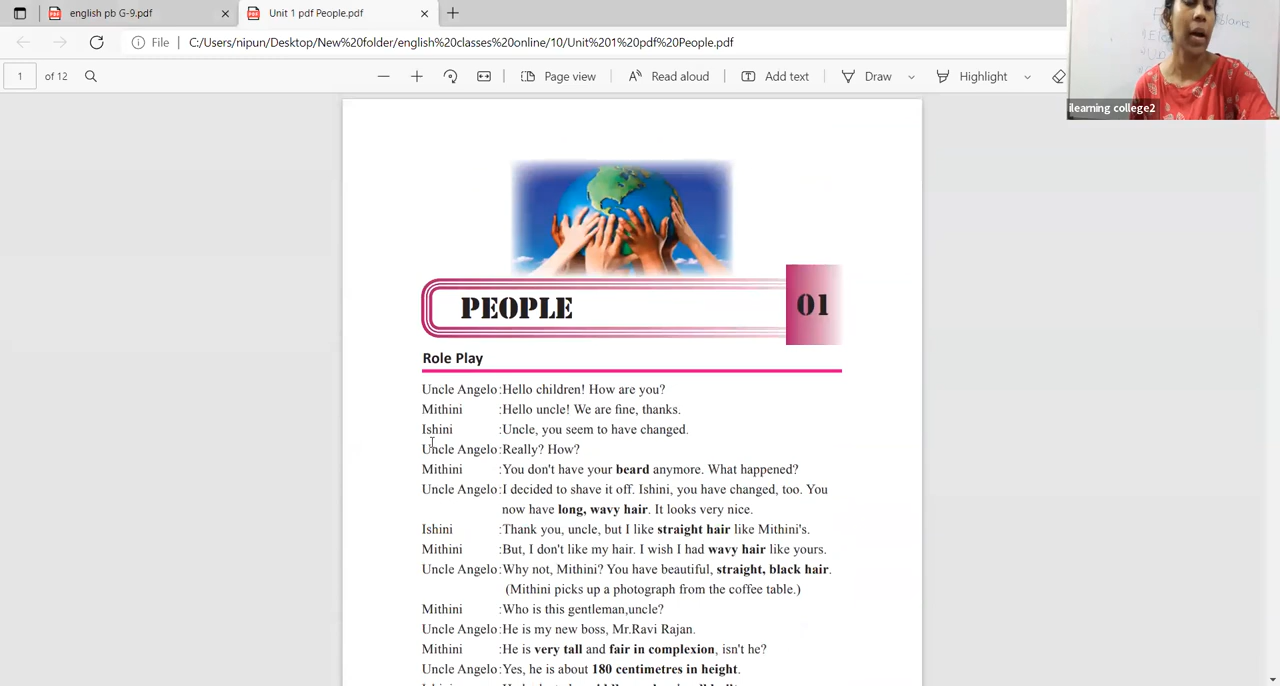 english pb G-9.pdf
Unit 1 pdf People.pdf
File
C:/Users/nipun/Desktop/New%20folder/english%20classes%20online/10/Unit%201%20pdf%20People.pdf
1 of 12
Page view
Read aloud
Add text
Draw
Highlight
ilearning college2
PEOPLE
01
Role Play
Uncle Angelo :Hello children! How are you?
Mithini :Hello uncle! We are fine, thanks.
Ishini :Uncle, you seem to have changed.
Uncle Angelo :Really? How?
Mithini :You don't have your beard anymore. What happened?
Uncle Angelo :I decided to shave it off. Ishini, you have changed, too. You
now have long, wavy hair. It looks very nice.
Ishini :Thank you, uncle, but I like straight hair like Mithini's.
Mithini :But, I don't like my hair. I wish I had wavy hair like yours.
Uncle Angelo :Why not, Mithini? You have beautiful, straight, black hair.
(Mithini picks up a photograph from the coffee table.)
Mithini :Who is this gentleman,uncle?
Uncle Angelo :He is my new boss, Mr.Ravi Rajan.
Mithini :He is very tall and fair in complexion, isn't he?
Uncle Angelo :Yes, he is about 180 centimetres in height.